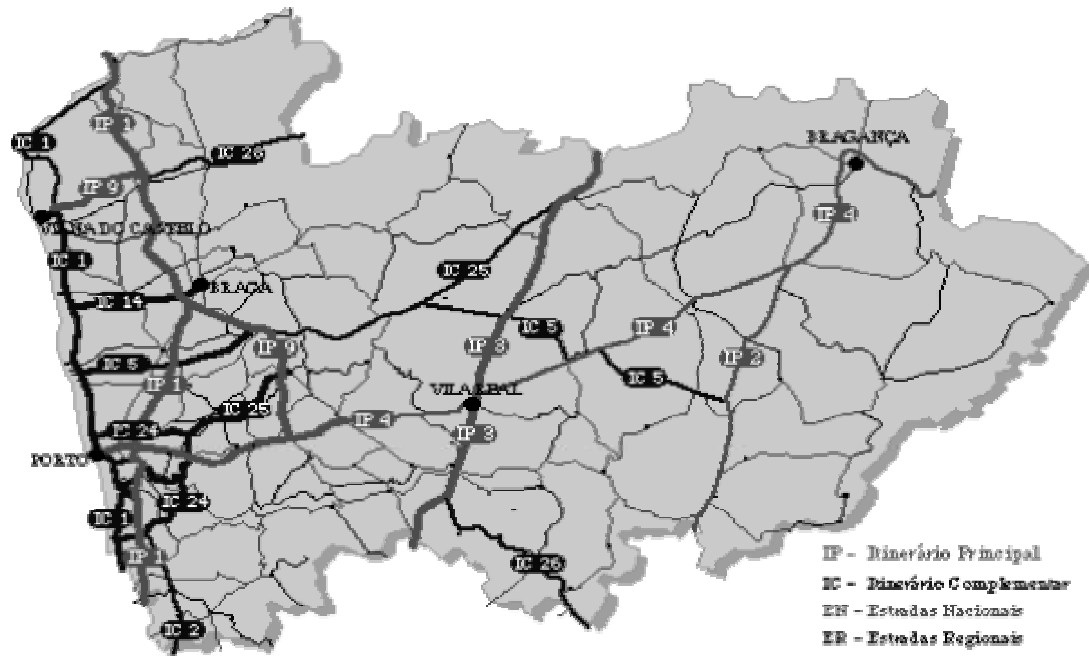 IP 1
IC 1
IC 26
BRAGANÇA
IP 9
IP 4
VIANA DO CASTELO
IC 1
IC 25
BRAGA
IC 14
IC 5
IP 4
IP 9
IP 3
IP 2
IC 5
IP 1
IC 5
VILA REAL
IC 25
IP 4
IC 24
IP 3
PORTO
IC 24
IC 1
IP 1
IC 26
IC 2
IP - Itinerário Principal
IC - Itinerário Complementar
EN - Estradas Nacionais
ER - Estradas Regionais